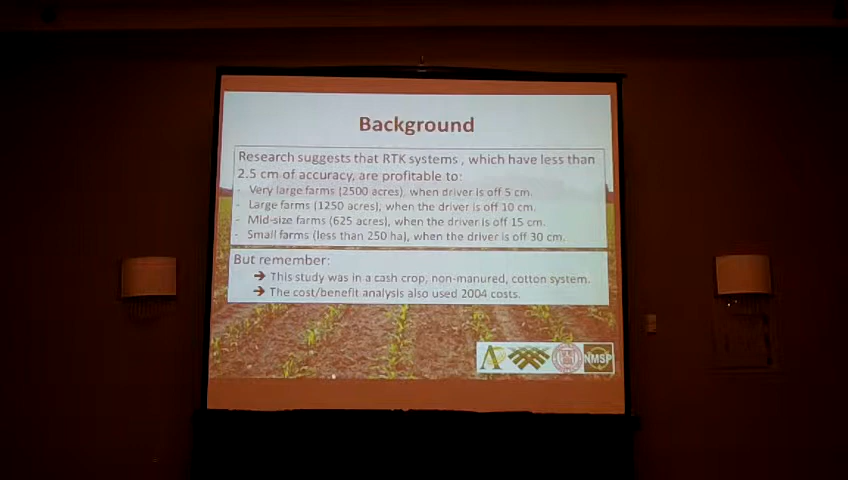 Background
Research suggests that RTK systems , which have less than
2.5 cm of accuracy, are profitable to:
- Very large farms (2500 acres), when driver is off 5 cm.
- Large farms (1250 acres), when the driver is off 10 cm.
- Mid-size farms (625 acres), when the driver is off 15 cm.
- Small farms (less than 250 ha), when the driver is off 30 cm.
But remember:
➔ This study was in a cash crop, non-manured, cotton system.
➔ The cost/benefit analysis also used 2004 costs.
NMSP